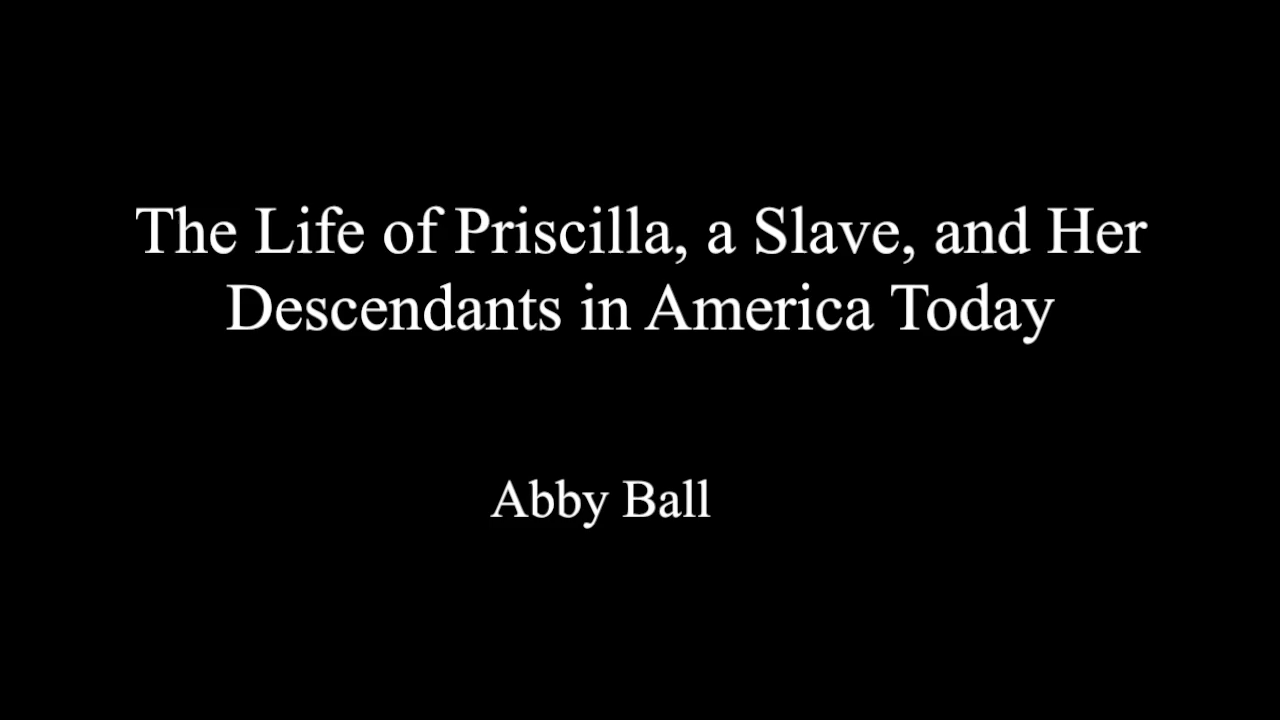 The Life of Priscilla, a Slave, and Her
Descendants in America Today
Abby Ball